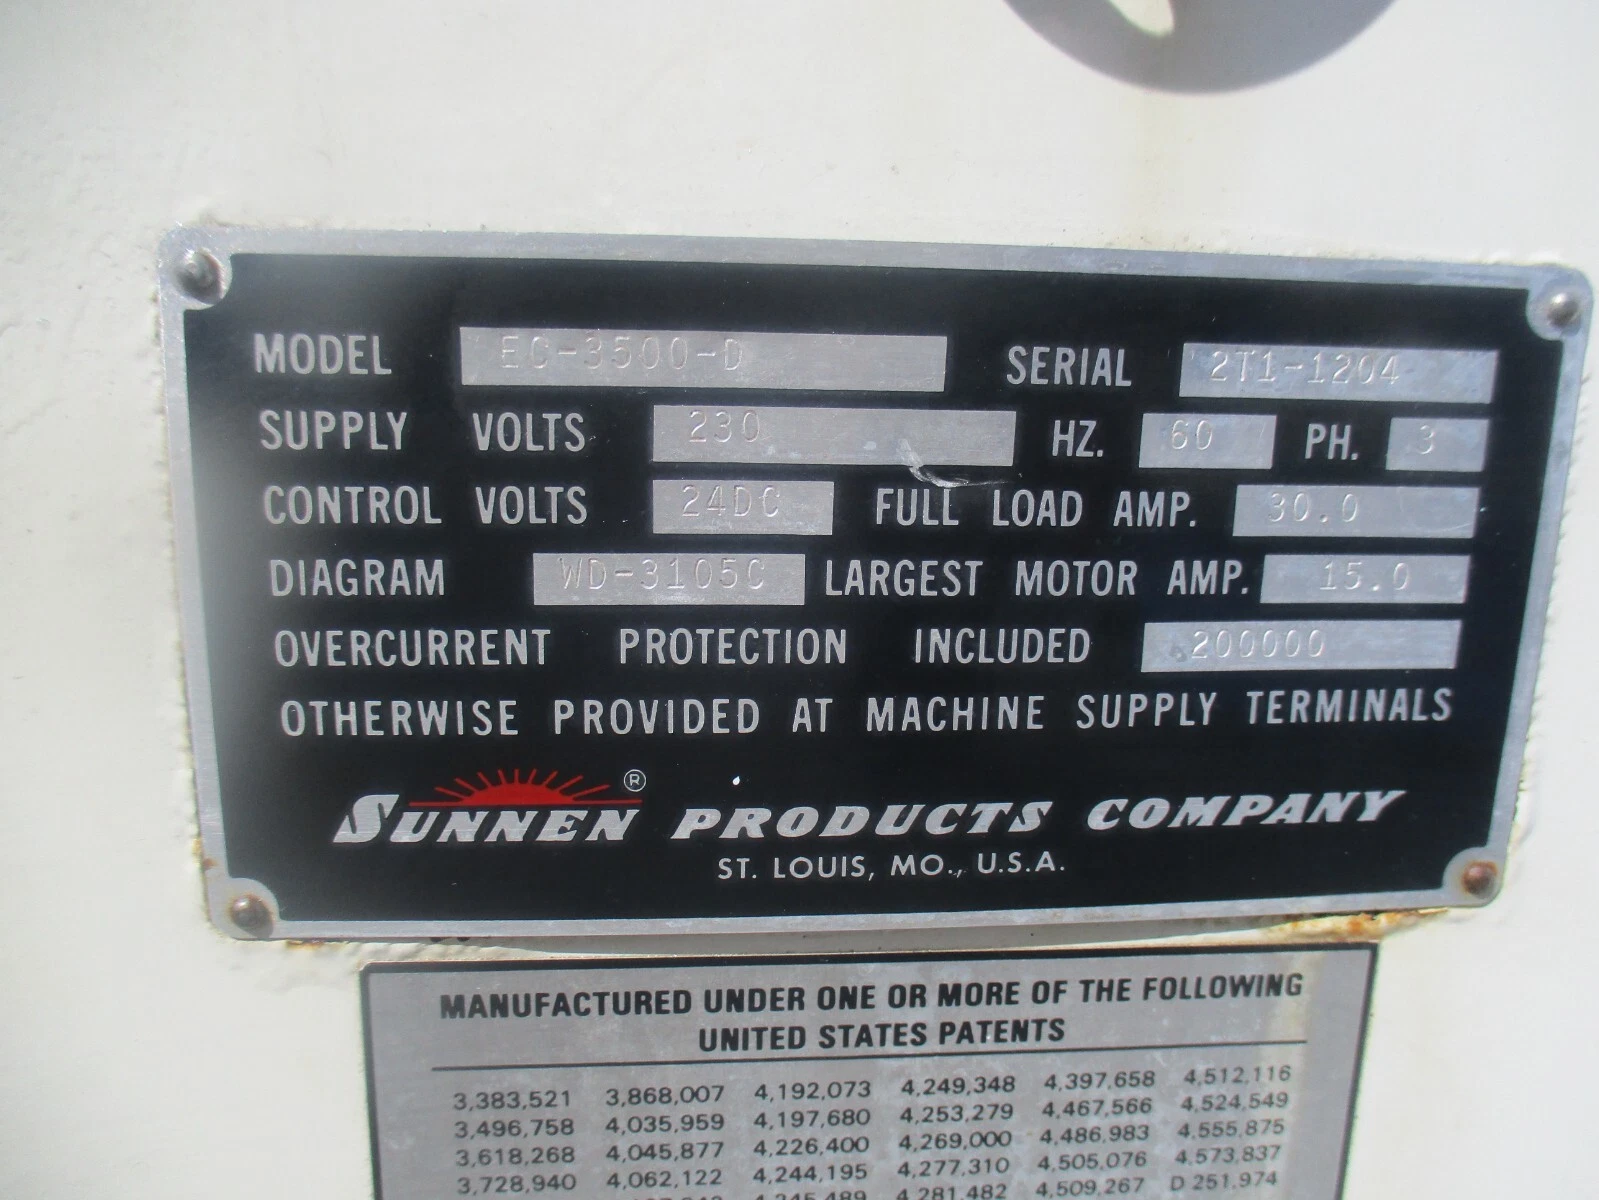 MODEL EC-3500-D SERIAL 2T1-1204
SUPPLY VOLTS 230 HZ. 60 PH. 3
CONTROL VOLTS 24DC FULL LOAD AMP. 30.0
DIAGRAM WD-3105C LARGEST MOTOR AMP. 15.0
OVERCURRENT PROTECTION INCLUDED 200000
OTHERWISE PROVIDED AT MACHINE SUPPLY TERMINALS
SUNNEN® PRODUCTS COMPANY
ST. LOUIS, MO., U.S.A.
MANUFACTURED UNDER ONE OR MORE OF THE FOLLOWING
UNITED STATES PATENTS
3,383,521 3,868,007 4,192,073 4,249,348 4,397,658 4,512,116
3,496,758 4,035,959 4,197,680 4,253,279 4,467,566 4,524,549
3,618,268 4,045,877 4,226,400 4,269,000 4,486,983 4,555,875
3,728,940 4,062,122 4,244,195 4,277,310 4,505,076 4,573,837
4,245,489 4,281,482 4,509,267 D 251,974